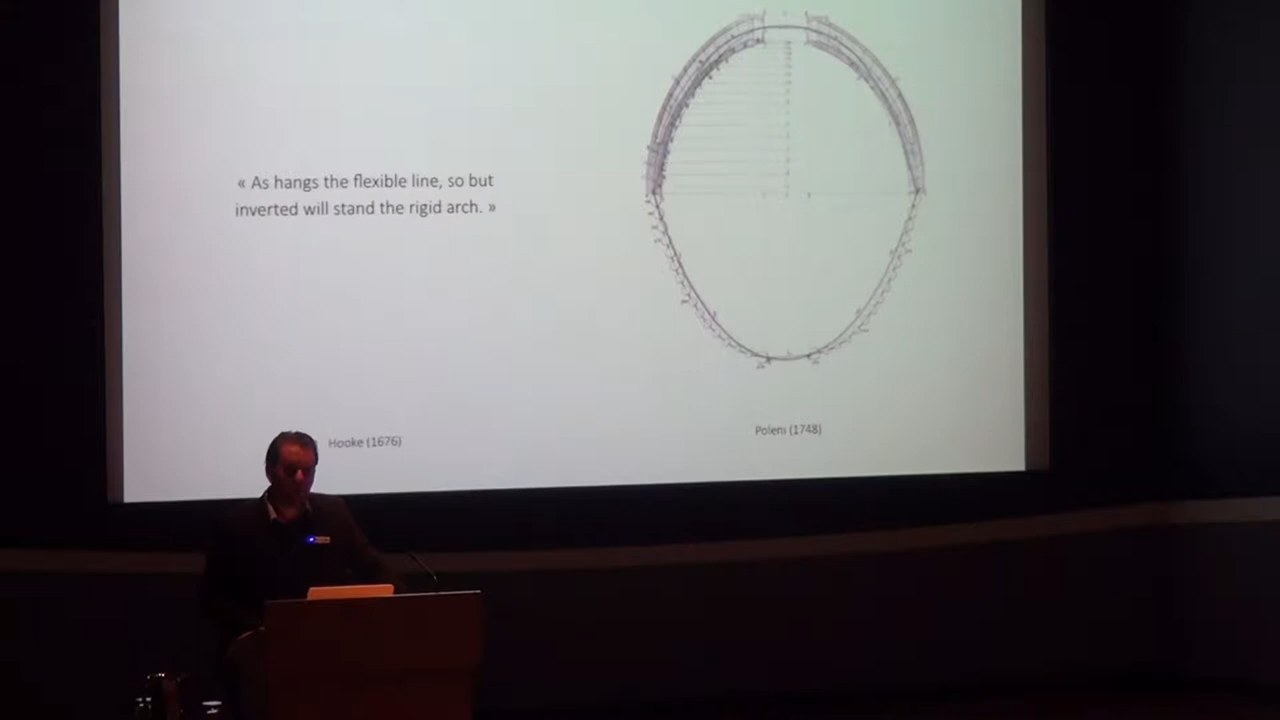 « As hangs the flexible line, so but
inverted will stand the rigid arch. »
Hooke (1676)
Poleni (1748)